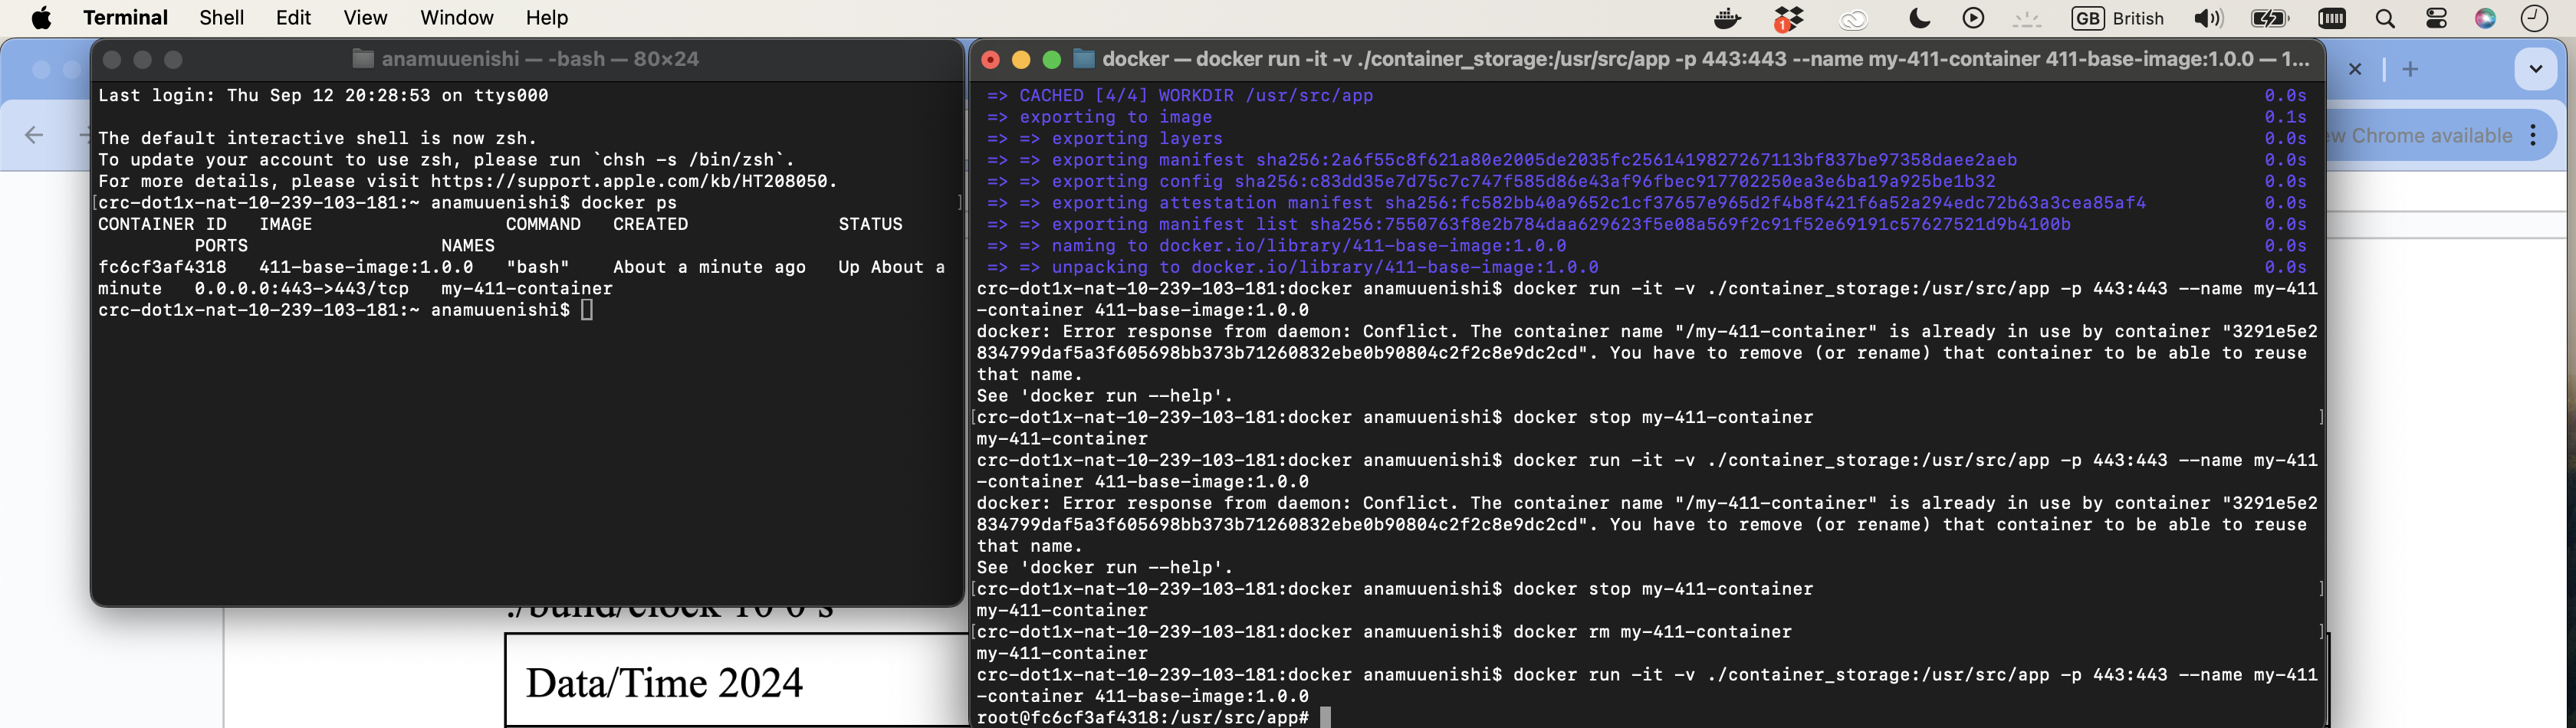 Terminal Shell Edit View Window Help
1
GB British
anamuuenishi — -bash — 80×24
Last login: Thu Sep 12 20:28:53 on ttys000
The default interactive shell is now zsh.
To update your account to use zsh, please run `chsh -s /bin/zsh`.
For more details, please visit https://support.apple.com/kb/HT208050.
[crc-dot1x-nat-10-239-103-181:~ anamuuenishi$ docker ps ]
CONTAINER ID   IMAGE                  COMMAND   CREATED              STATUS
         PORTS                  NAMES
fc6cf3af4318   411-base-image:1.0.0   "bash"    About a minute ago   Up About a
minute   0.0.0.0:443->443/tcp   my-411-container
crc-dot1x-nat-10-239-103-181:~ anamuuenishi$
./build/clock 10 0 s
Data/Time 2024
docker — docker run -it -v ./container_storage:/usr/src/app -p 443:443 --name my-411-container 411-base-image:1.0.0 — 1...
=> CACHED [4/4] WORKDIR /usr/src/app 0.0s
=> exporting to image 0.1s
=> => exporting layers 0.0s
=> => exporting manifest sha256:2a6f55c8f621a80e2005de2035fc2561419827267113bf837be97358daee2aeb 0.0s
=> => exporting config sha256:c83dd35e7d75c7c747f585d86e43af96fbec917702250ea3e6ba19a925be1b32 0.0s
=> => exporting attestation manifest sha256:fc582bb40a9652c1cf37657e965d2f4b8f421f6a52a294edc72b63a3cea85af4 0.0s
=> => exporting manifest list sha256:7550763f8e2b784daa629623f5e08a569f2c91f52e69191c57627521d9b4100b 0.0s
=> => naming to docker.io/library/411-base-image:1.0.0 0.0s
=> => unpacking to docker.io/library/411-base-image:1.0.0 0.0s
crc-dot1x-nat-10-239-103-181:docker anamuuenishi$ docker run -it -v ./container_storage:/usr/src/app -p 443:443 --name my-411
-container 411-base-image:1.0.0
docker: Error response from daemon: Conflict. The container name "/my-411-container" is already in use by container "3291e5e2
834799daf5a3f605698bb373b71260832ebe0b90804c2f2c8e9dc2cd". You have to remove (or rename) that container to be able to reuse
that name.
See 'docker run --help'.
[crc-dot1x-nat-10-239-103-181:docker anamuuenishi$ docker stop my-411-container ]
my-411-container
crc-dot1x-nat-10-239-103-181:docker anamuuenishi$ docker run -it -v ./container_storage:/usr/src/app -p 443:443 --name my-411
-container 411-base-image:1.0.0
docker: Error response from daemon: Conflict. The container name "/my-411-container" is already in use by container "3291e5e2
834799daf5a3f605698bb373b71260832ebe0b90804c2f2c8e9dc2cd". You have to remove (or rename) that container to be able to reuse
that name.
See 'docker run --help'.
[crc-dot1x-nat-10-239-103-181:docker anamuuenishi$ docker stop my-411-container ]
my-411-container
[crc-dot1x-nat-10-239-103-181:docker anamuuenishi$ docker rm my-411-container ]
my-411-container
crc-dot1x-nat-10-239-103-181:docker anamuuenishi$ docker run -it -v ./container_storage:/usr/src/app -p 443:443 --name my-411
-container 411-base-image:1.0.0
root@fc6cf3af4318:/usr/src/app#
Chrome available